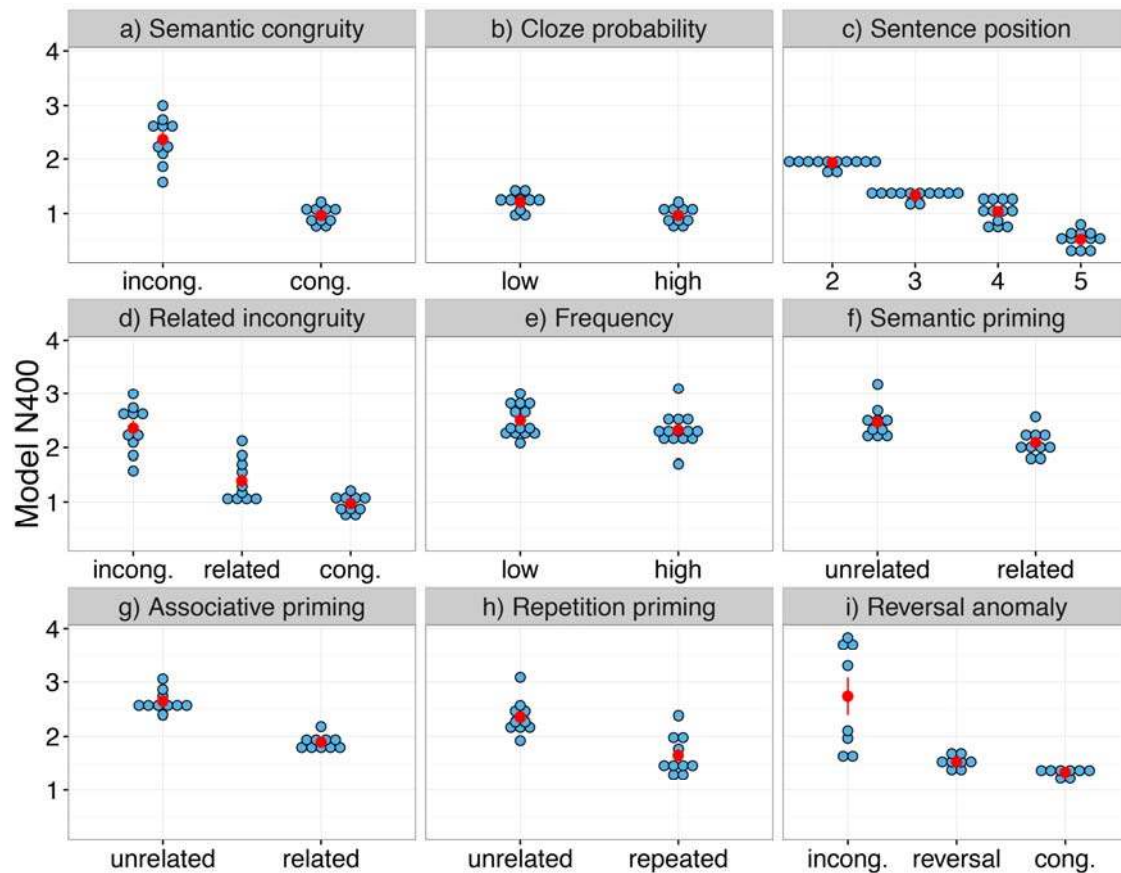 a) Semantic congruity
b) Cloze probability
c) Sentence position
4
3
2
1
incong. cong.
low high
2 3 4 5
d) Related incongruity
e) Frequency
f) Semantic priming
Model N400
4
3
2
1
incong. related cong.
low high
unrelated related
g) Associative priming
h) Repetition priming
i) Reversal anomaly
4
3
2
1
unrelated related
unrelated repeated
incong. reversal cong.